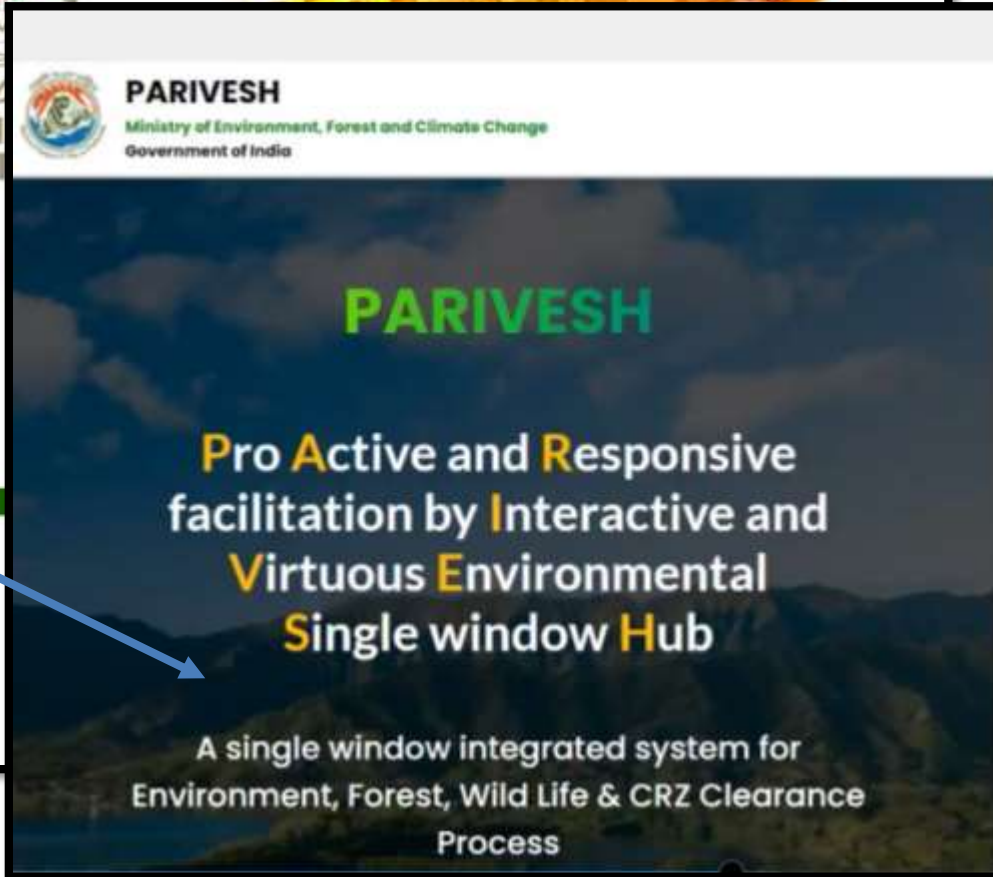 PARIVESH
Ministry of Environment, Forest and Climate Change
Government of India
PARIVESH
Pro Active and Responsive
facilitation by Interactive and
Virtuous Environmental
Single window Hub
A single window integrated system for
Environment, Forest, Wild Life & CRZ Clearance
Process